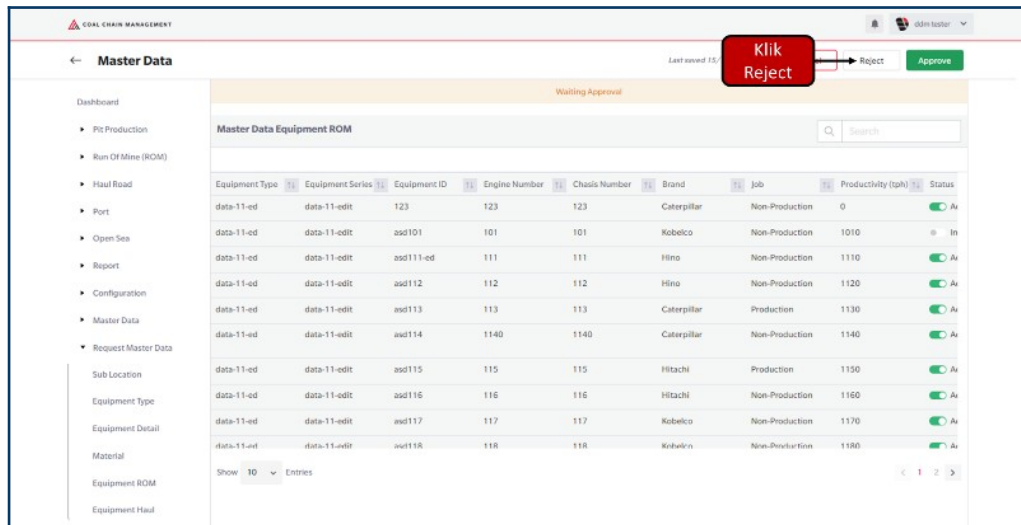 COAL CHAIN MANAGEMENT
ddm tester
Master Data
Last saved 15/
Klik
Reject
Reject
Approve
Waiting Approval
Dashboard
Pit Production
Run Of Mine (ROM)
Haul Road
Port
Open Sea
Report
Configuration
Master Data
Request Master Data
Sub Location
Equipment Type
Equipment Detail
Material
Equipment ROM
Equipment Haul
Master Data Equipment ROM
Search
Equipment Type Equipment Series Equipment ID Engine Number Chasis Number Brand Job Productivity (tph) Status
data-11-ed data-11-edit 123 123 123 Caterpillar Non-Production 0
data-11-ed data-11-edit asd101 101 101 Kobelco Non-Production 1010 In
data-11-ed data-11-edit asd111-ed 111 111 Hino Non-Production 1110
data-11-ed data-11-edit asd112 112 112 Hino Non-Production 1120
data-11-ed data-11-edit asd113 113 113 Caterpillar Production 1130
data-11-ed data-11-edit asd114 1140 1140 Caterpillar Non-Production 1140
data-11-ed data-11-edit asd115 115 115 Hitachi Production 1150
data-11-ed data-11-edit asd116 116 116 Hitachi Non-Production 1160
data-11-ed data-11-edit asd117 117 117 Kobelco Non-Production 1170
data-11-ed data-11-edit asd118 118 118 Kobelco Non-Production 1180
Show 10 Entries
1 2